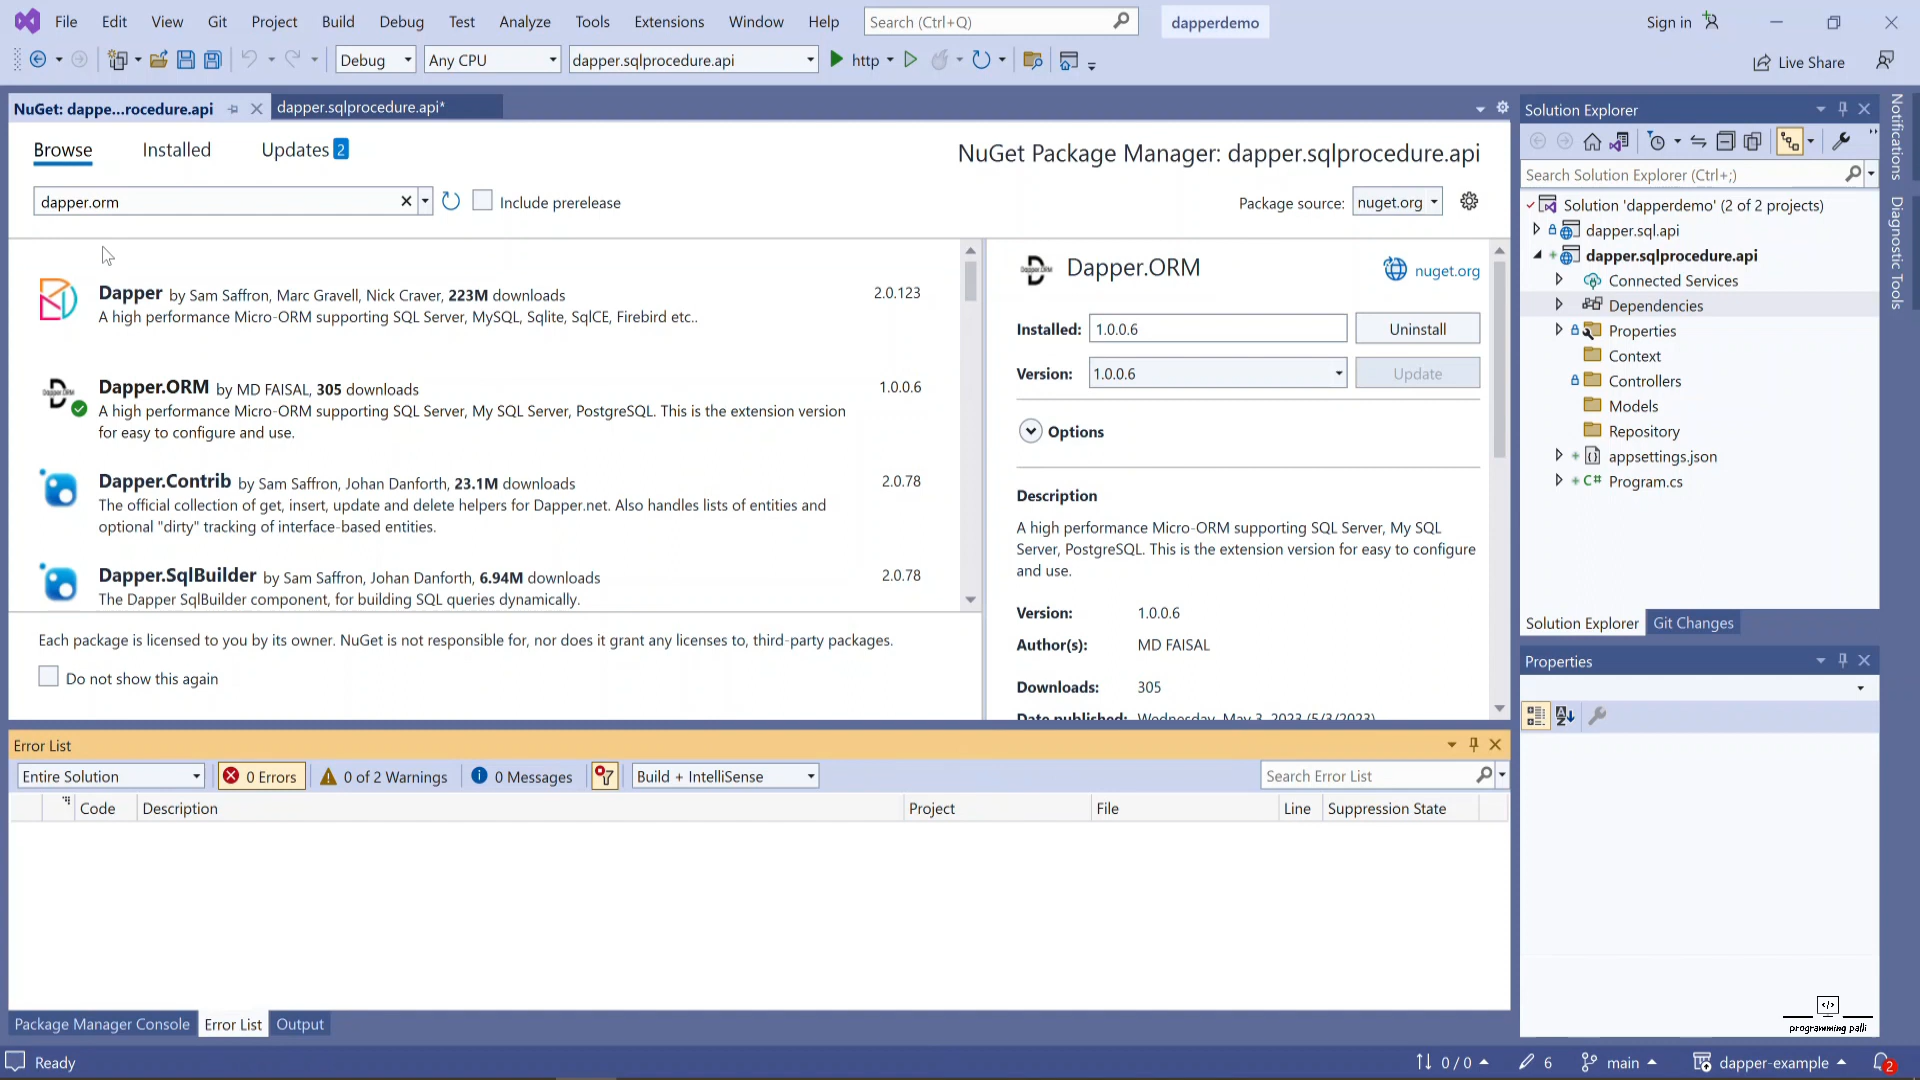 File Edit View Git Project Build Debug Test Analyze Tools Extensions Window Help Search (Ctrl+Q) dapperdemo Sign in
Debug Any CPU dapper.sqlprocedure.api http Live Share
NuGet: dappe...rocedure.api dapper.sqlprocedure.api*
Browse Installed Updates 2
NuGet Package Manager: dapper.sqlprocedure.api
dapper.orm Include prerelease Package source: nuget.org
Dapper by Sam Saffron, Marc Gravell, Nick Craver, 223M downloads 2.0.123
A high performance Micro-ORM supporting SQL Server, MySQL, Sqlite, SqlCE, Firebird etc..
Dapper.ORM by MD FAISAL, 305 downloads 1.0.0.6
A high performance Micro-ORM supporting SQL Server, My SQL Server, PostgreSQL. This is the extension version
for easy to configure and use.
Dapper.Contrib by Sam Saffron, Johan Danforth, 23.1M downloads 2.0.78
The official collection of get, insert, update and delete helpers for Dapper.net. Also handles lists of entities and
optional "dirty" tracking of interface-based entities.
Dapper.SqlBuilder by Sam Saffron, Johan Danforth, 6.94M downloads 2.0.78
The Dapper SqlBuilder component, for building SQL queries dynamically.
Each package is licensed to you by its owner. NuGet is not responsible for, nor does it grant any licenses to, third-party packages.
Do not show this again
Dapper.ORM nuget.org
Installed: 1.0.0.6 Uninstall
Version: 1.0.0.6 Update
Options
Description
A high performance Micro-ORM supporting SQL Server, My SQL
Server, PostgreSQL. This is the extension version for easy to configure
and use.
Version: 1.0.0.6
Author(s): MD FAISAL
Downloads: 305
Date published: Wednesday, May 3, 2023 (5/3/2023)
Solution Explorer
Search Solution Explorer (Ctrl+;)
Solution 'dapperdemo' (2 of 2 projects)
dapper.sql.api
dapper.sqlprocedure.api
Connected Services
Dependencies
Properties
Context
Controllers
Models
Repository
appsettings.json
C# Program.cs
Solution Explorer Git Changes
Properties
Notifications
Diagnostic Tools
Error List
Entire Solution 0 Errors 0 of 2 Warnings 0 Messages Build + IntelliSense Search Error List
Code Description Project File Line Suppression State
programming palli
Package Manager Console Error List Output
Ready 0 / 0 6 main dapper-example 2